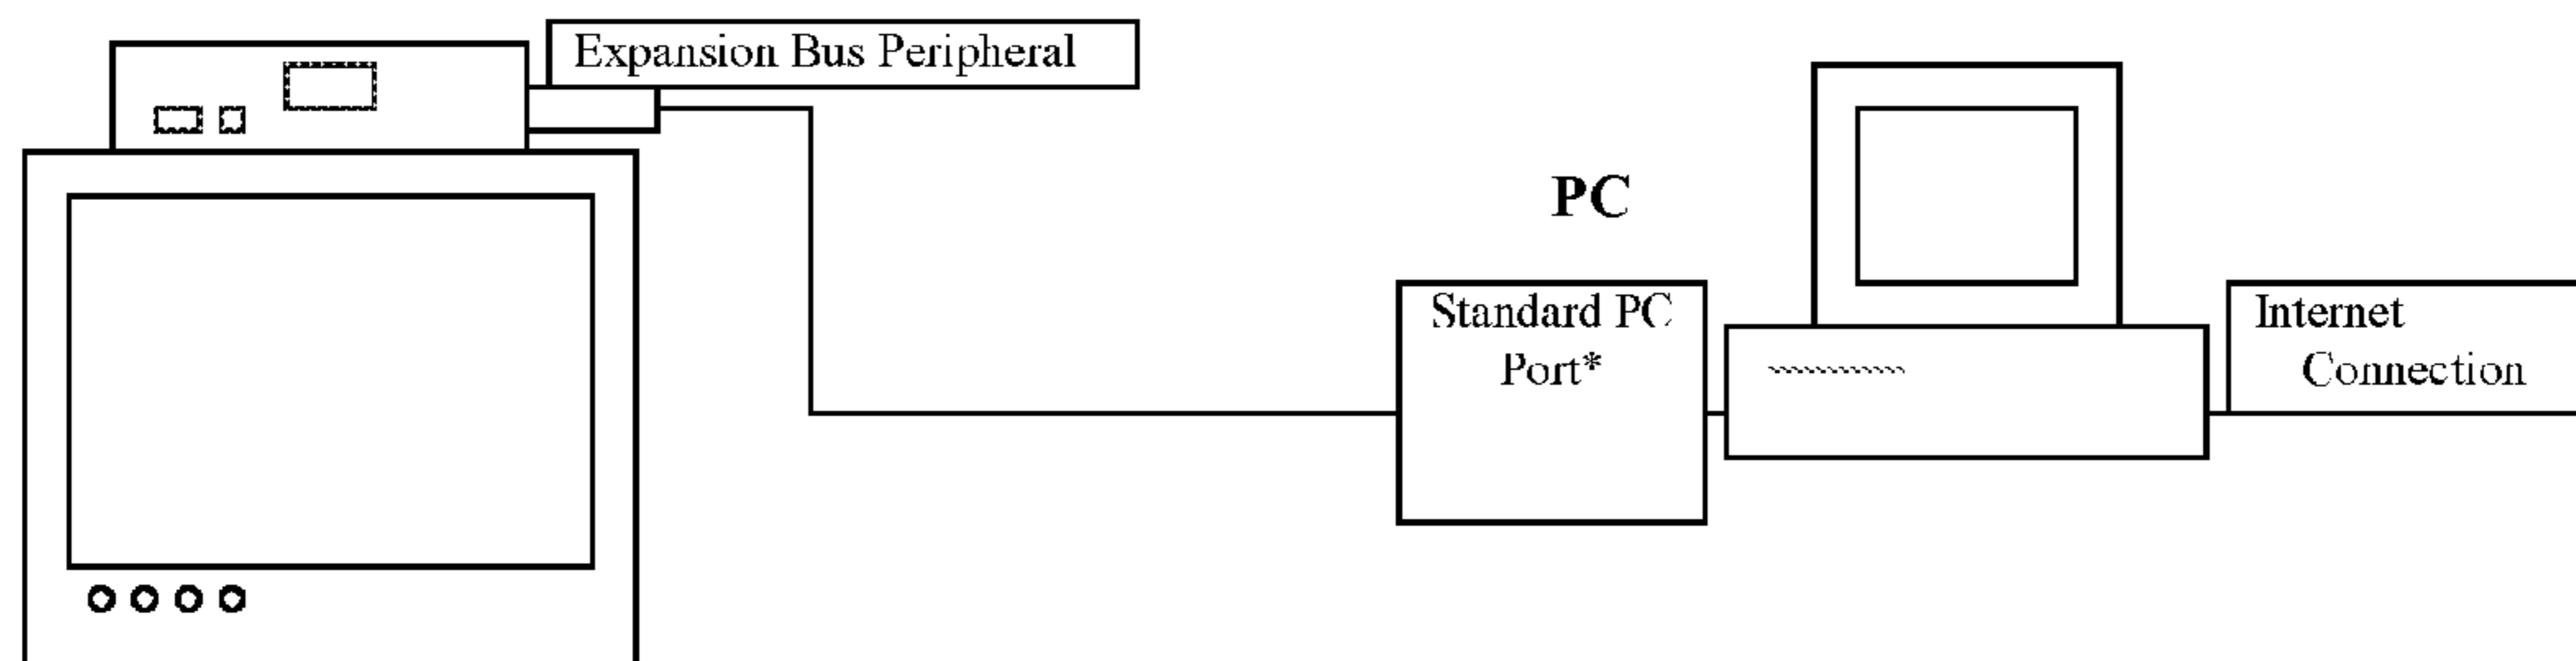 Expansion Bus Peripheral
PC
Standard PC
Port*
Internet
Connection